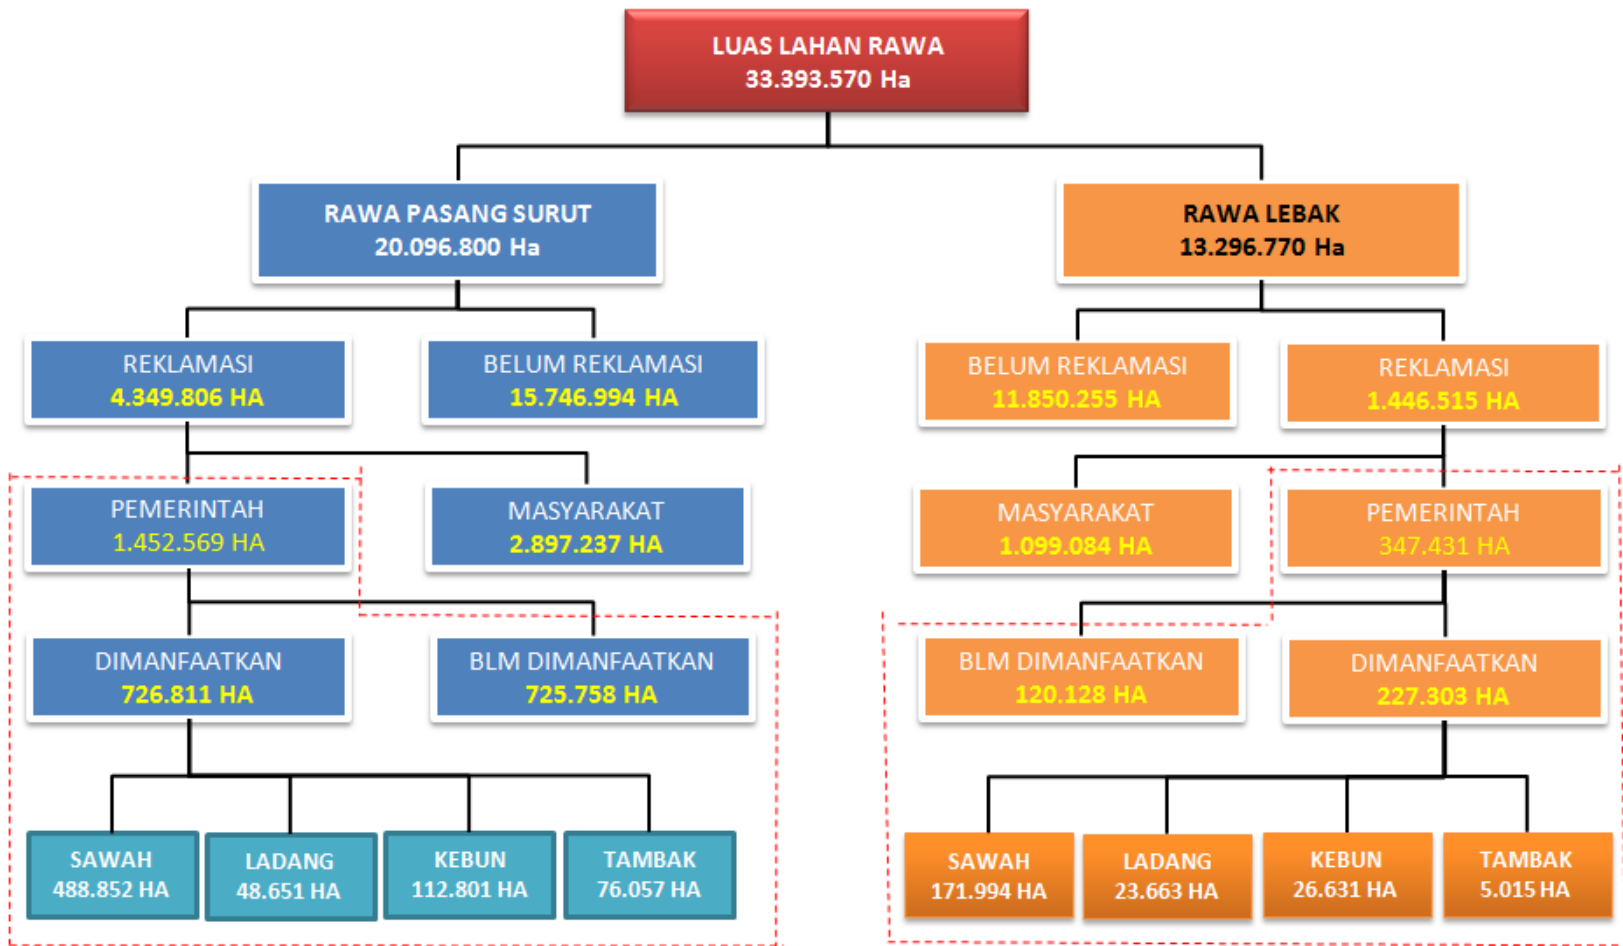 LUAS LAHAN RAWA
33.393.570 Ha
RAWA PASANG SURUT
20.096.800 Ha
RAWA LEBAK
13.296.770 Ha
REKLAMASI
4.349.806 HA
BELUM REKLAMASI
15.746.994 HA
BELUM REKLAMASI
11.850.255 HA
REKLAMASI
1.446.515 HA
PEMERINTAH
1.452.569 HA
MASYARAKAT
2.897.237 HA
MASYARAKAT
1.099.084 HA
PEMERINTAH
347.431 HA
DIMANFAATKAN
726.811 HA
BLM DIMANFAATKAN
725.758 HA
BLM DIMANFAATKAN
120.128 HA
DIMANFAATKAN
227.303 HA
SAWAH
488.852 HA
LADANG
48.651 HA
KEBUN
112.801 HA
TAMBAK
76.057 HA
SAWAH
171.994 HA
LADANG
23.663 HA
KEBUN
26.631 HA
TAMBAK
5.015 HA